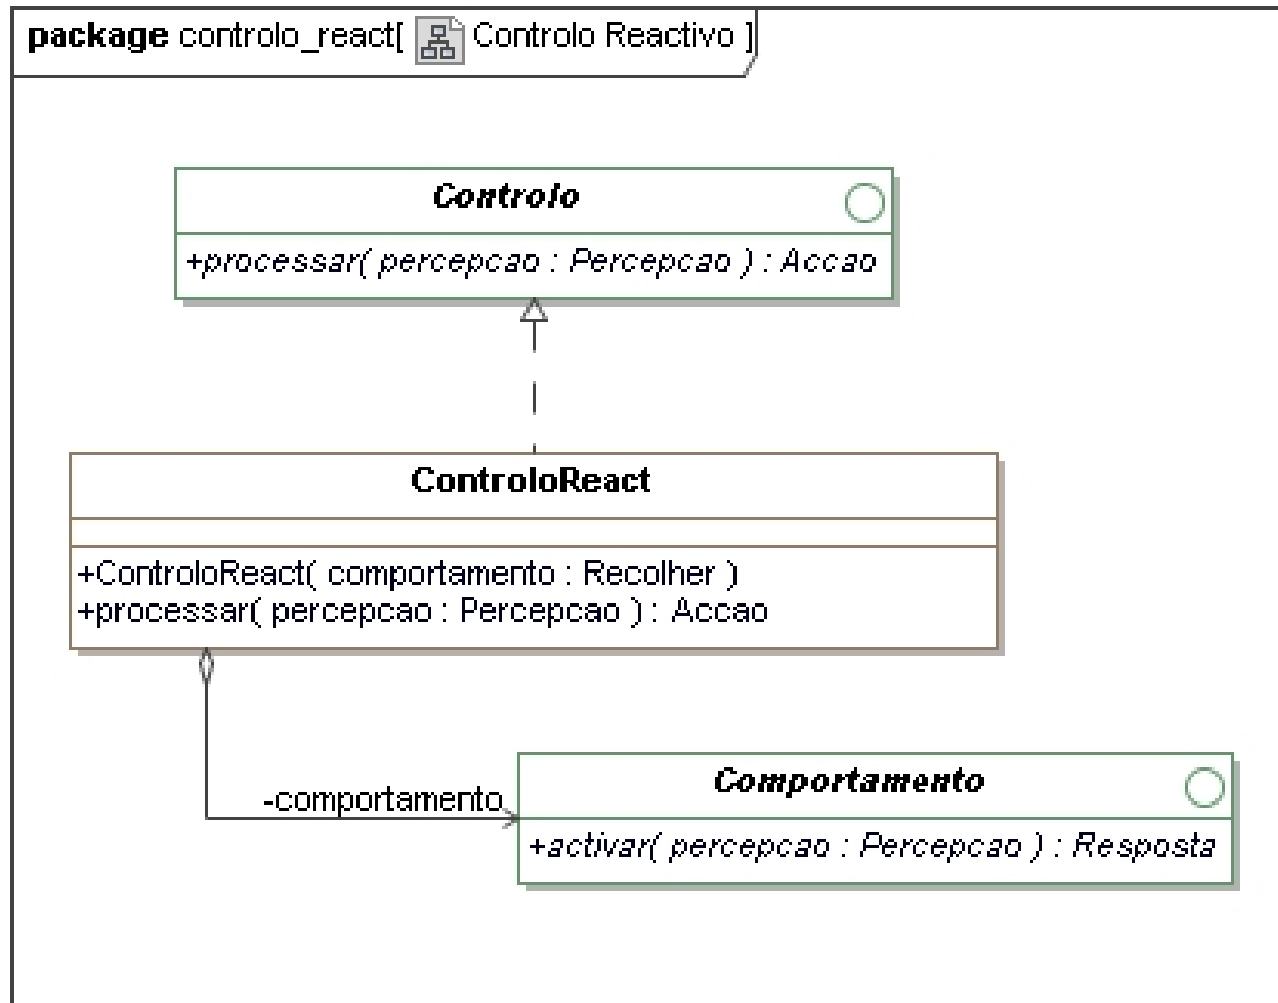 package controlo_react[ Controlo Reactivo ]
Controlo
+processar( percepcao : Percepcao ) : Accao
ControloReact
+ControloReact( comportamento : Recolher )
+processar( percepcao : Percepcao ) : Accao
-comportamento
Comportamento
+activar( percepcao : Percepcao ) : Resposta